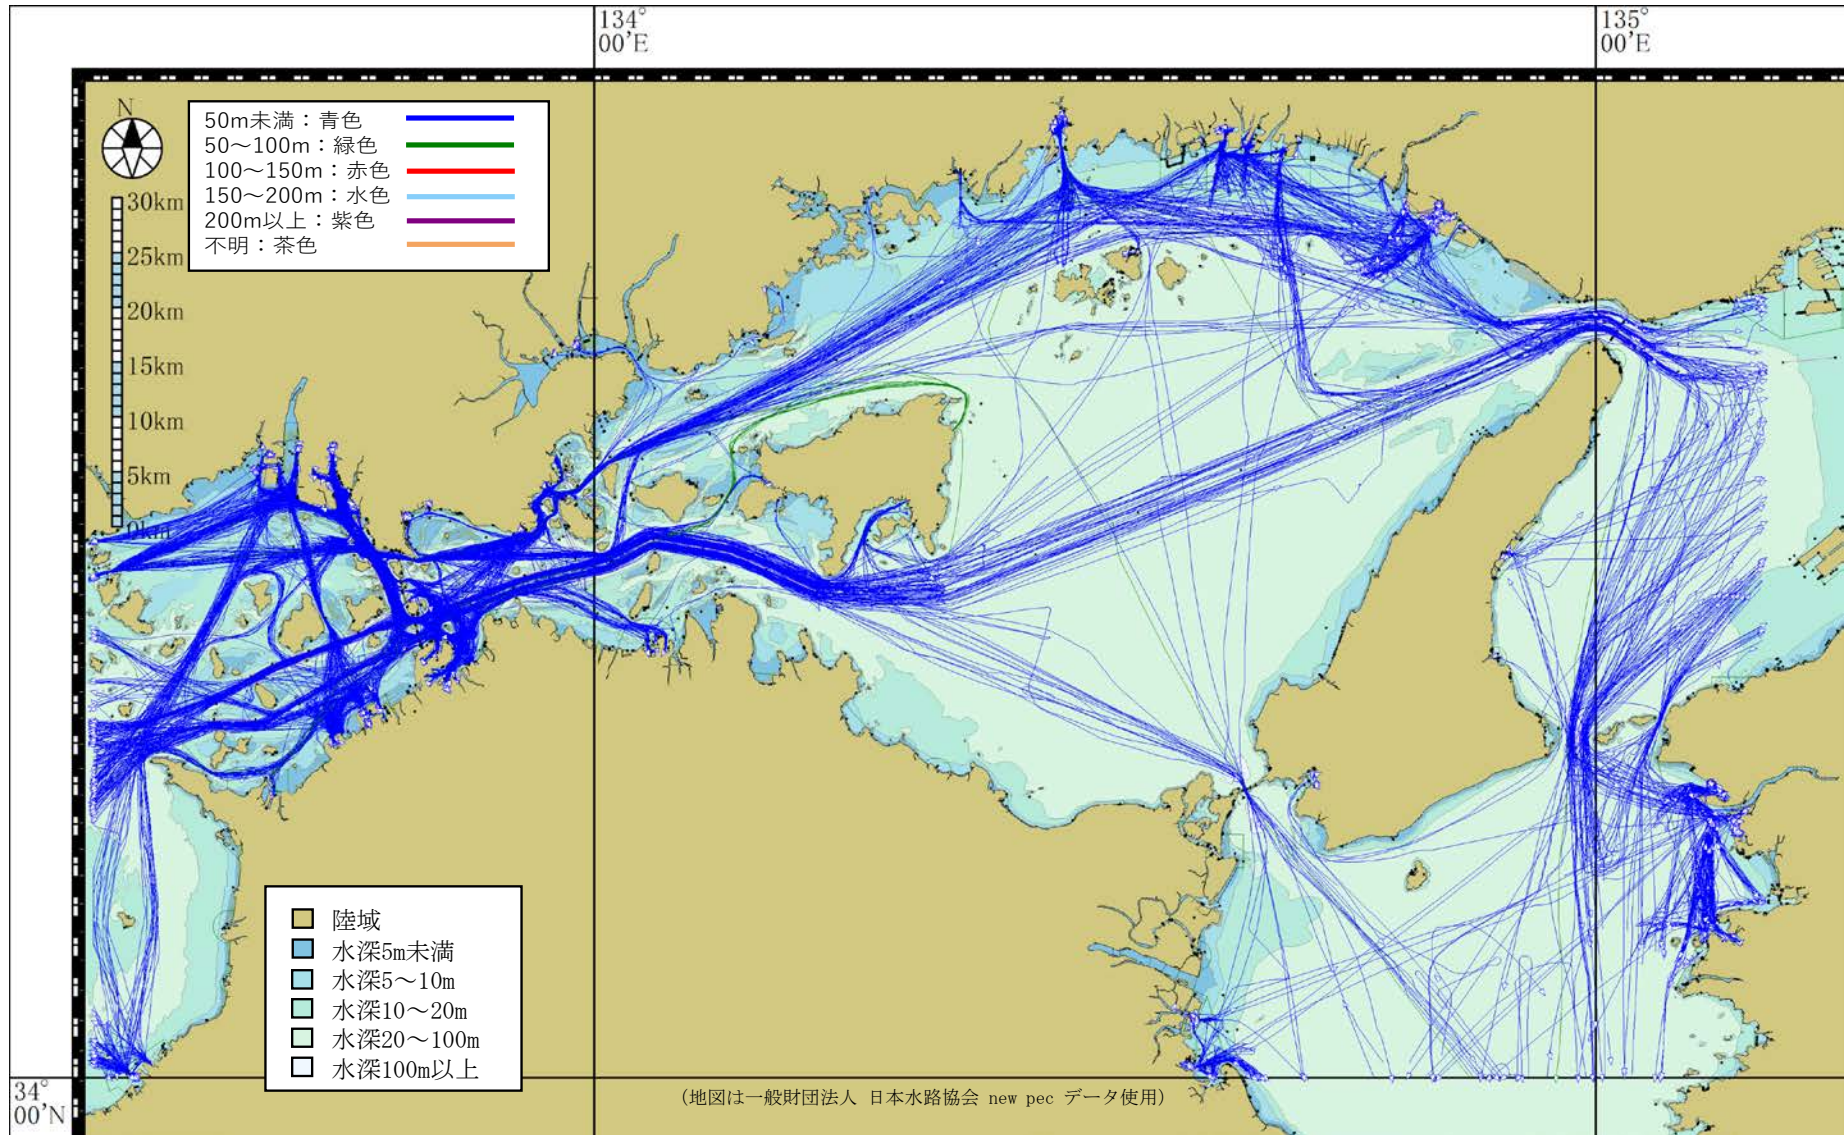 134°
00'E
135°
00'E
N
50m未満：青色
50～100m：緑色
100～150m：赤色
150～200m：水色
200m以上：紫色
不明：茶色
30km
25km
20km
15km
10km
5km
0km
陸域
水深5m未満
水深5～10m
水深10～20m
水深20～100m
水深100m以上
34°
00'N
(地図は一般財団法人 日本水路協会 new pec データ使用)